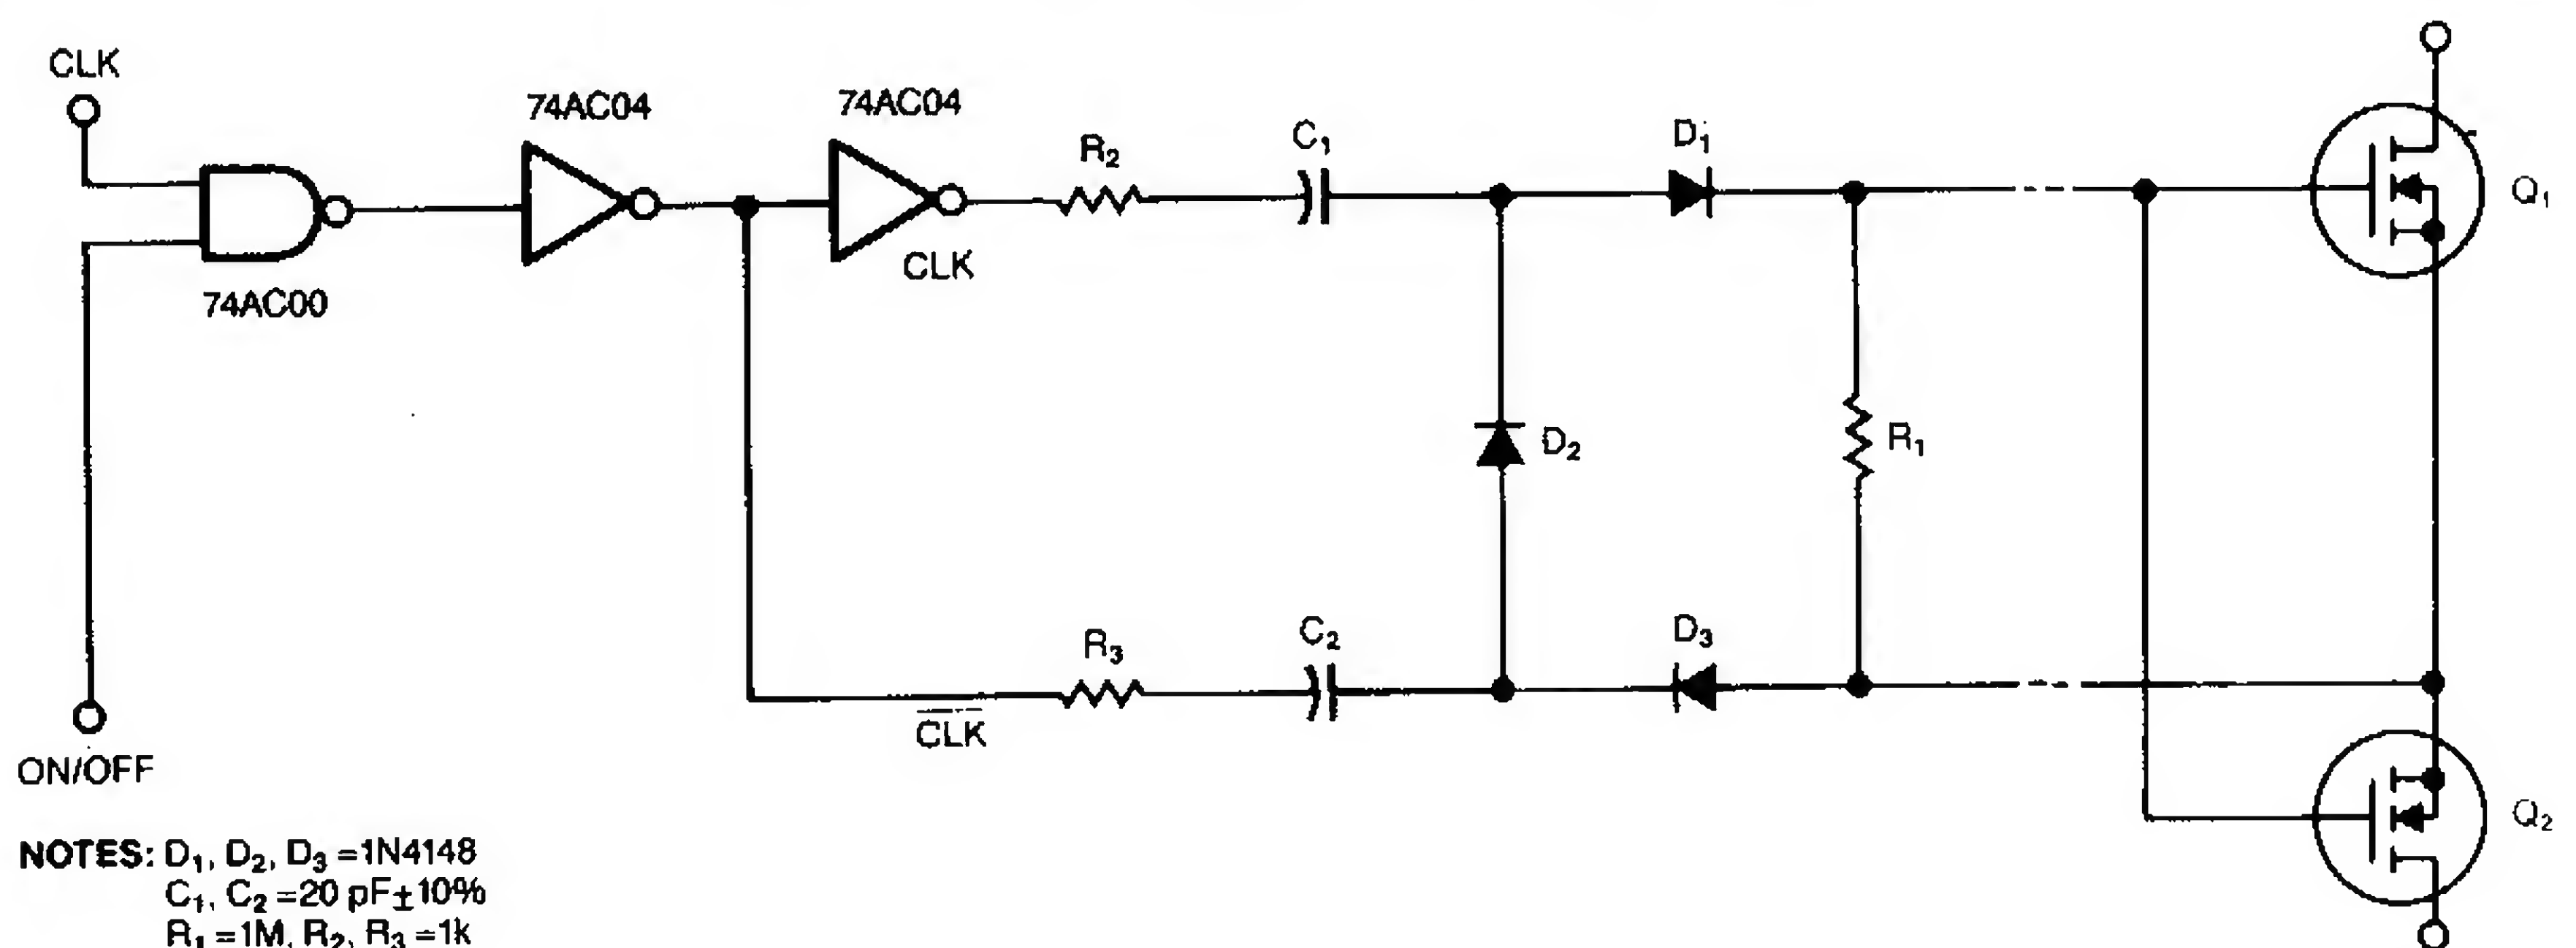 CLK
74AC04
74AC04
R₂
C₁
D₁
Q₁
CLK
74AC00
D₂
R₁
R₃
C₂
D₃
C̅L̅K̅
ON/OFF
Q₂
NOTES: D₁, D₂, D₃ =1N4148
C₁, C₂ =20 pF±10%
R₁ =1M, R₂, R₃ =1k